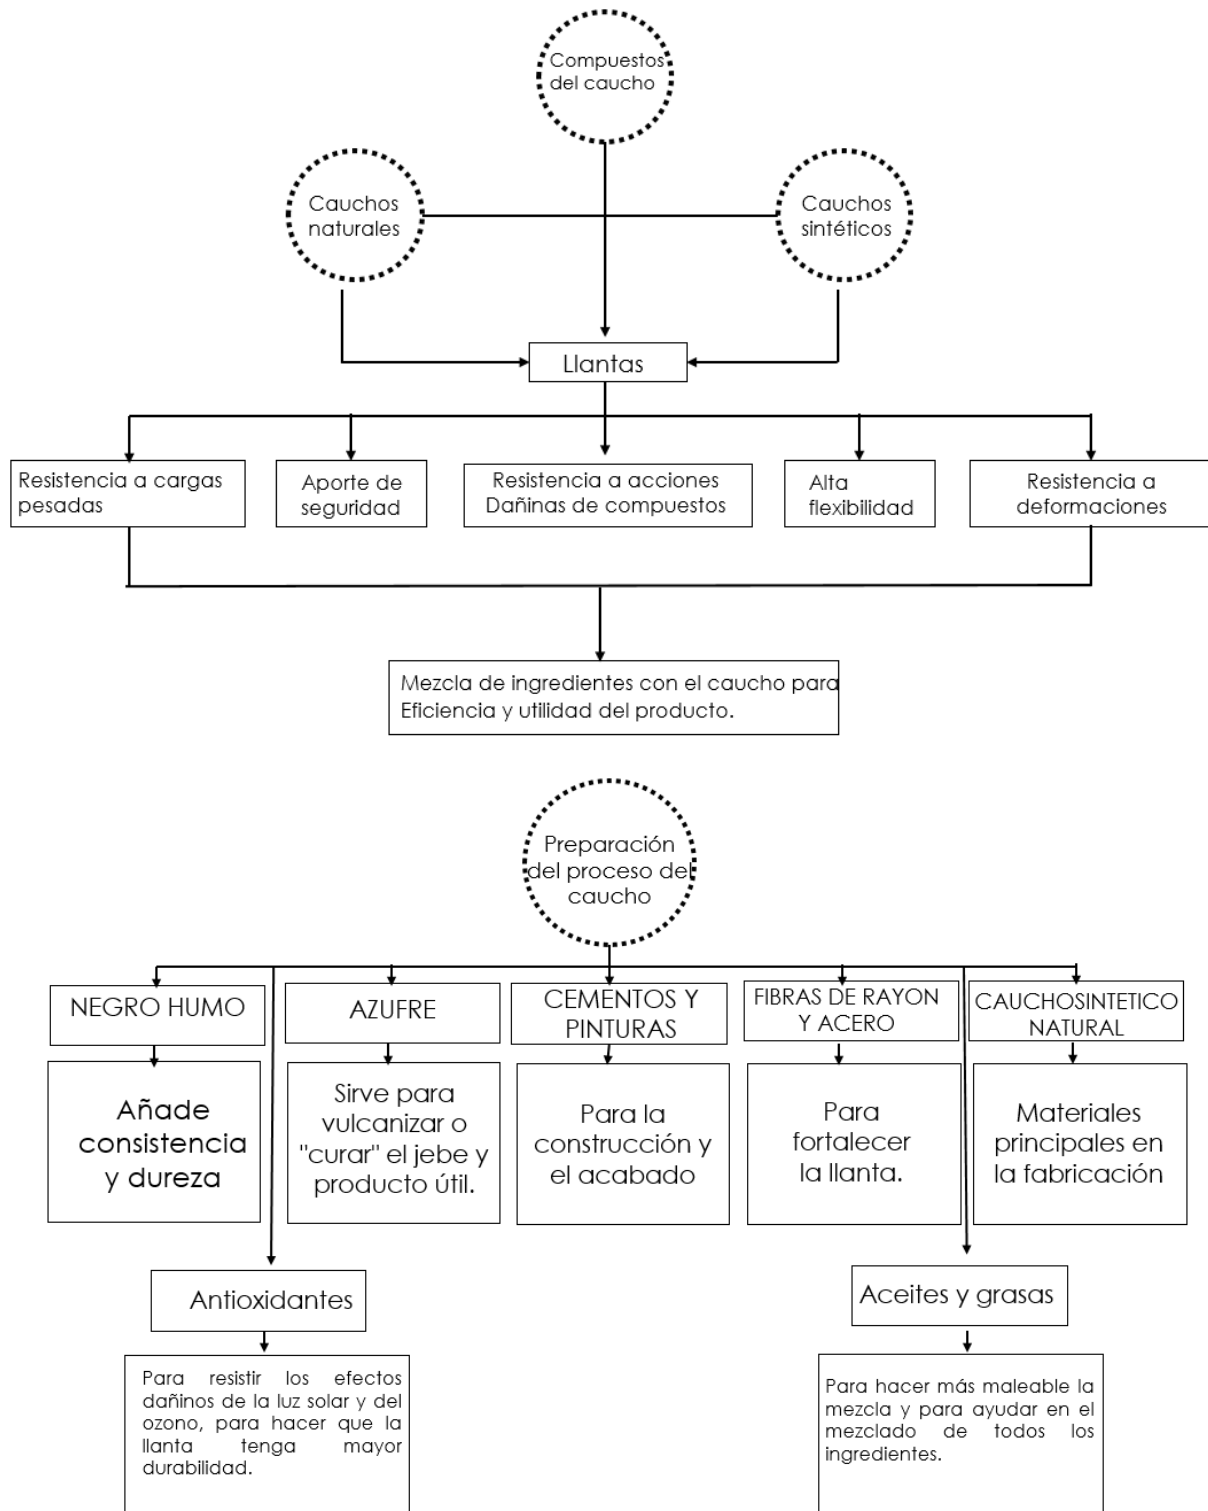 Compuestos
del caucho
Cauchos
naturales
Cauchos
sintéticos
Llantas
Resistencia a cargas
pesadas
Aporte de
seguridad
Resistencia a acciones
Dañinas de compuestos
Alta
flexibilidad
Resistencia a
deformaciones
Mezcla de ingredientes con el caucho para
Eficiencia y utilidad del producto.
Preparación
del proceso del
caucho
NEGRO HUMO
AZUFRE
CEMENTOS Y
PINTURAS
FIBRAS DE RAYON
Y ACERO
CAUCHOSINTETICO
NATURAL
Añade
consistencia
y dureza
Sirve para
vulcanizar o
"curar" el jebe y
producto útil.
Para la
construcción y
el acabado
Para
fortalecer
la llanta.
Materiales
principales en
la fabricación
Antioxidantes
Aceites y grasas
Para resistir los efectos
dañinos de la luz solar y del
ozono, para hacer que la
llanta tenga mayor
durabilidad.
Para hacer más maleable la
mezcla y para ayudar en el
mezclado de todos los
ingredientes.